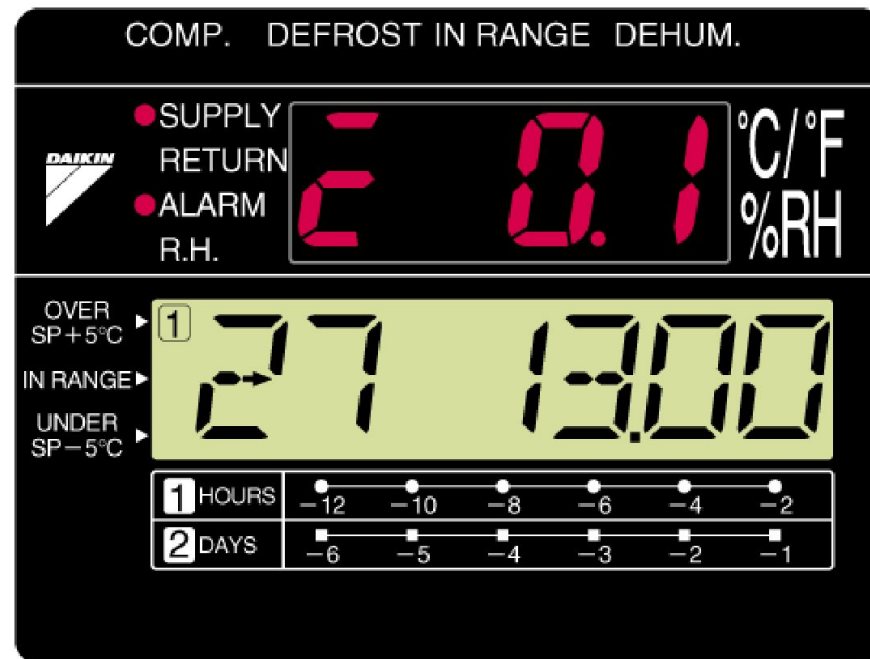 COMP. DEFROST IN RANGE DEHUM.
DAIKIN
SUPPLY
RETURN
ALARM
R.H.
c̄ 0.1
°C/°F
%RH
OVER
SP+5°C
IN RANGE
UNDER
SP−5°C
1 27 13.00
1 HOURS −12 −10 −8 −6 −4 −2
2 DAYS −6 −5 −4 −3 −2 −1